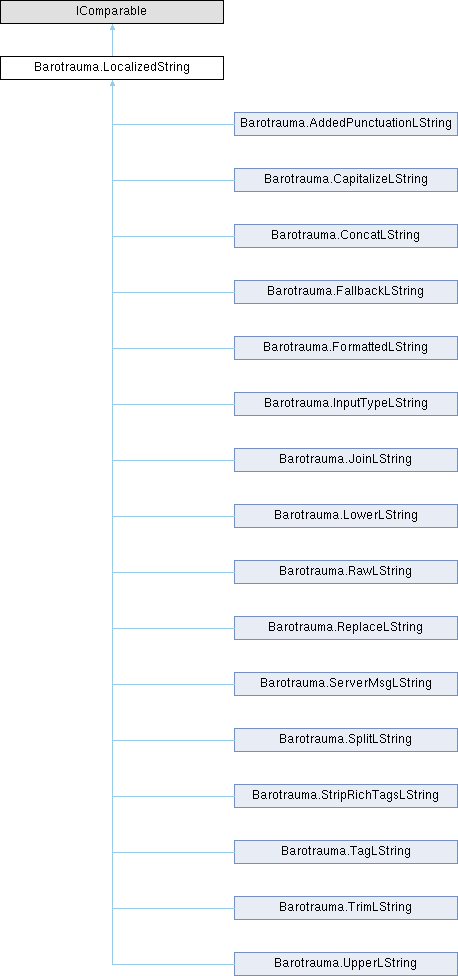 IComparable
Barotrauma.LocalizedString
Barotrauma.AddedPunctuationLString
Barotrauma.CapitalizeLString
Barotrauma.ConcatLString
Barotrauma.FallbackLString
Barotrauma.FormattedLString
Barotrauma.InputTypeLString
Barotrauma.JoinLString
Barotrauma.LowerLString
Barotrauma.RawLString
Barotrauma.ReplaceLString
Barotrauma.ServerMsgLString
Barotrauma.SplitLString
Barotrauma.StripRichTagsLString
Barotrauma.TagLString
Barotrauma.TrimLString
Barotrauma.UpperLString